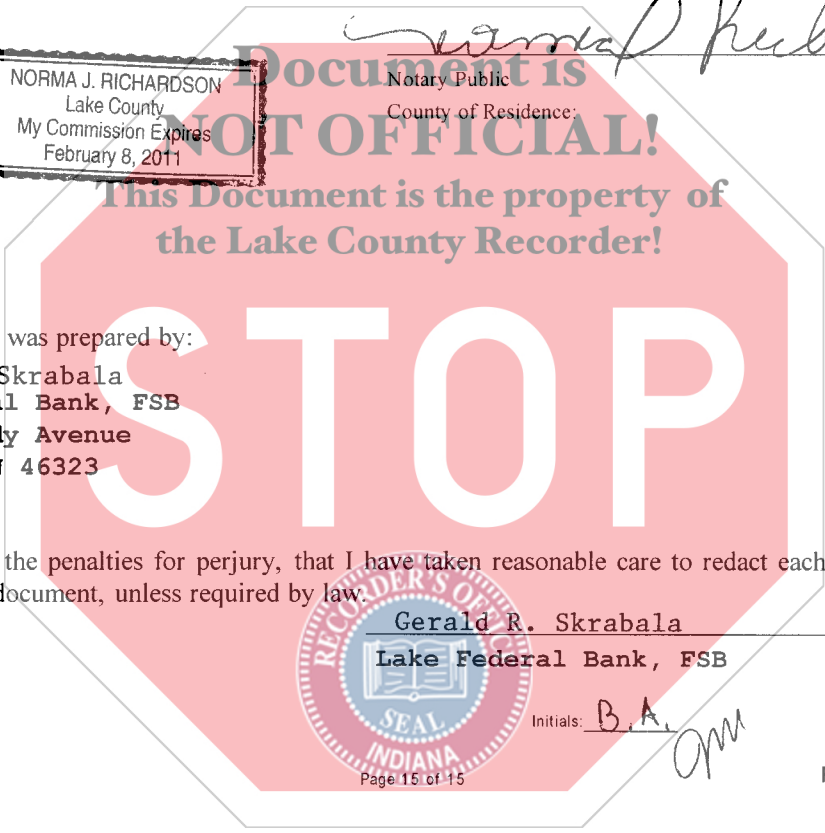 Document is
NOT OFFICIAL!
This Document is the property of
the Lake County Recorder!
NORMA J. RICHARDSON
Lake County
My Commission Expires
February 8, 2011
Notary Public
County of Residence:
STOP
was prepared by:
Skrabala
l Bank, FSB
y Avenue
46323
the penalties for perjury, that I have taken reasonable care to redact each
document, unless required by law.
Gerald R. Skrabala
Lake Federal Bank, FSB
RECORDER'S OFFICE
SEAL
INDIANA
Initials: B.A.
Page 15 of 15